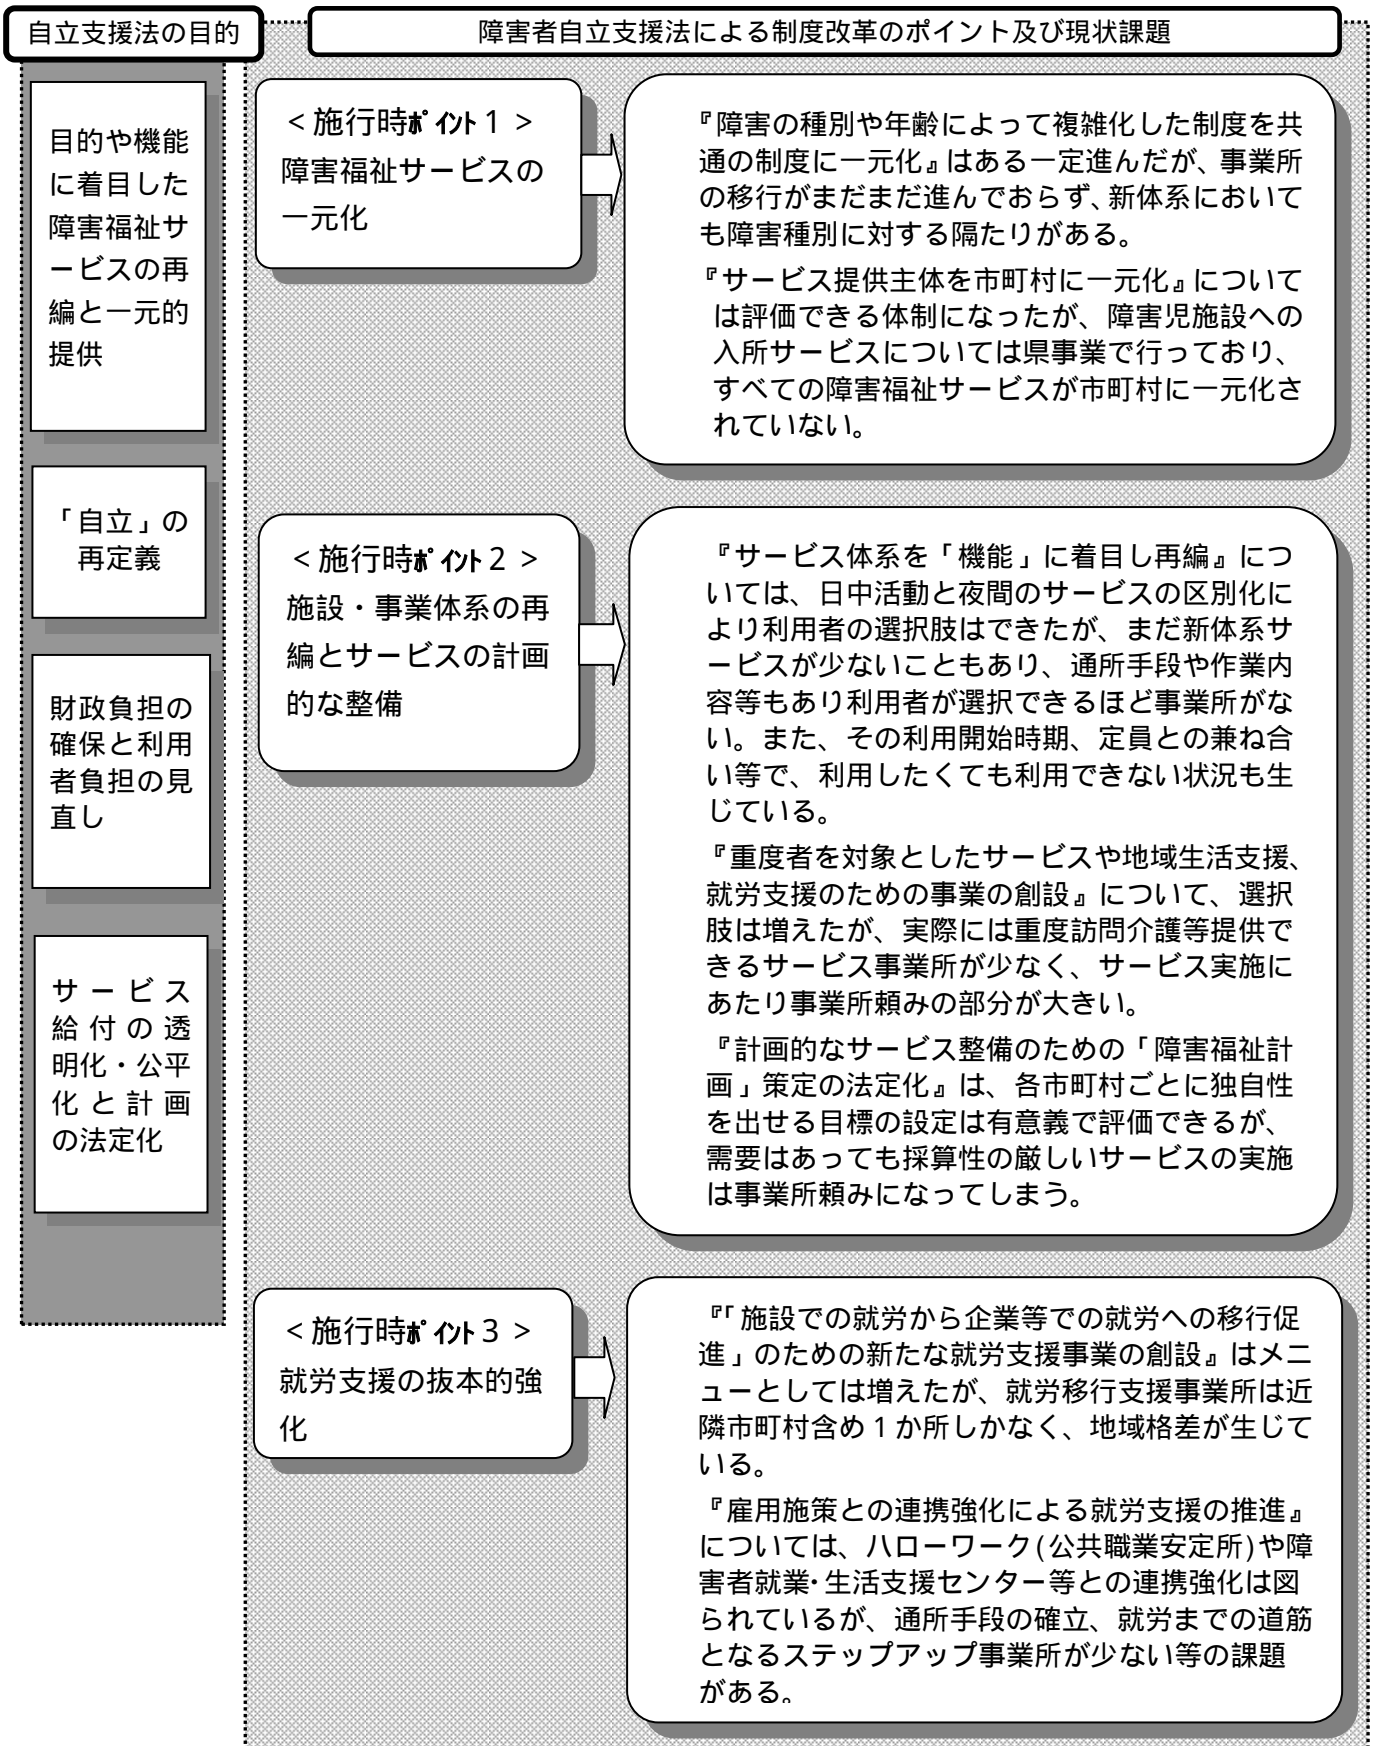 自立支援法の目的
障害者自立支援法による制度改革のポイント及び現状課題
目的や機能
に着目した
障害福祉サ
ービスの再
編と一元的
提供
「自立」の
再定義
財政負担の
確保と利用
者負担の見
直し
サービス
給付の透
明化・公平
化と計画
の法定化
＜施行時ﾎﾟｲﾝﾄ１＞
障害福祉サービスの
一元化
『障害の種別や年齢によって複雑化した制度を共
通の制度に一元化』はある一定進んだが、事業所
の移行がまだまだ進んでおらず、新体系において
も障害種別に対する隔たりがある。
『サービス提供主体を市町村に一元化』について
は評価できる体制になったが、障害児施設への
入所サービスについては県事業で行っており、
すべての障害福祉サービスが市町村に一元化さ
れていない。
＜施行時ﾎﾟｲﾝﾄ２＞
施設・事業体系の再
編とサービスの計画
的な整備
『サービス体系を「機能」に着目し再編』につ
いては、日中活動と夜間のサービスの区別化に
より利用者の選択肢はできたが、まだ新体系サ
ービスが少ないこともあり、通所手段や作業内
容等もあり利用者が選択できるほど事業所がな
い。また、その利用開始時期、定員との兼ね合
い等で、利用したくても利用できない状況も生
じている。
『重度者を対象としたサービスや地域生活支援、
就労支援のための事業の創設』について、選択
肢は増えたが、実際には重度訪問介護等提供で
きるサービス事業所が少なく、サービス実施に
あたり事業所頼みの部分が大きい。
『計画的なサービス整備のための「障害福祉計
画」策定の法定化』は、各市町村ごとに独自性
を出せる目標の設定は有意義で評価できるが、
需要はあっても採算性の厳しいサービスの実施
は事業所頼みになってしまう。
＜施行時ﾎﾟｲﾝﾄ３＞
就労支援の抜本的強
化
『「施設での就労から企業等での就労への移行促
進」のための新たな就労支援事業の創設』はメニ
ューとしては増えたが、就労移行支援事業所は近
隣市町村含め１か所しかなく、地域格差が生じて
いる。
『雇用施策との連携強化による就労支援の推進』
については、ハローワーク(公共職業安定所)や障
害者就業・生活支援センター等との連携強化は図
られているが、通所手段の確立、就労までの道筋
となるステップアップ事業所が少ない等の課題
がある。